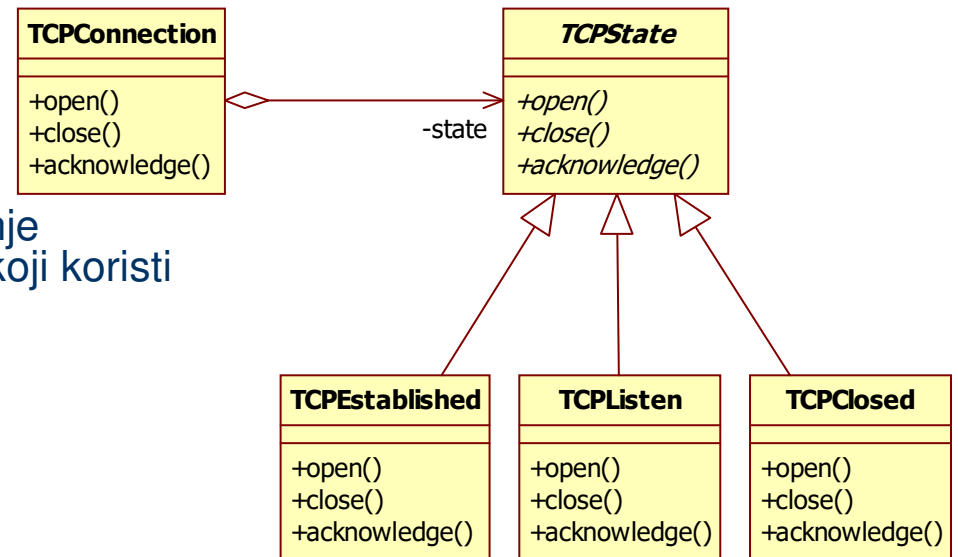 TCPConnection
+open()
+close()
+acknowledge()
-state
TCPState
+open()
+close()
+acknowledge()
koji koristi
TCPEstablished
+open()
+close()
+acknowledge()
TCPListen
+open()
+close()
+acknowledge()
TCPClosed
+open()
+close()
+acknowledge()